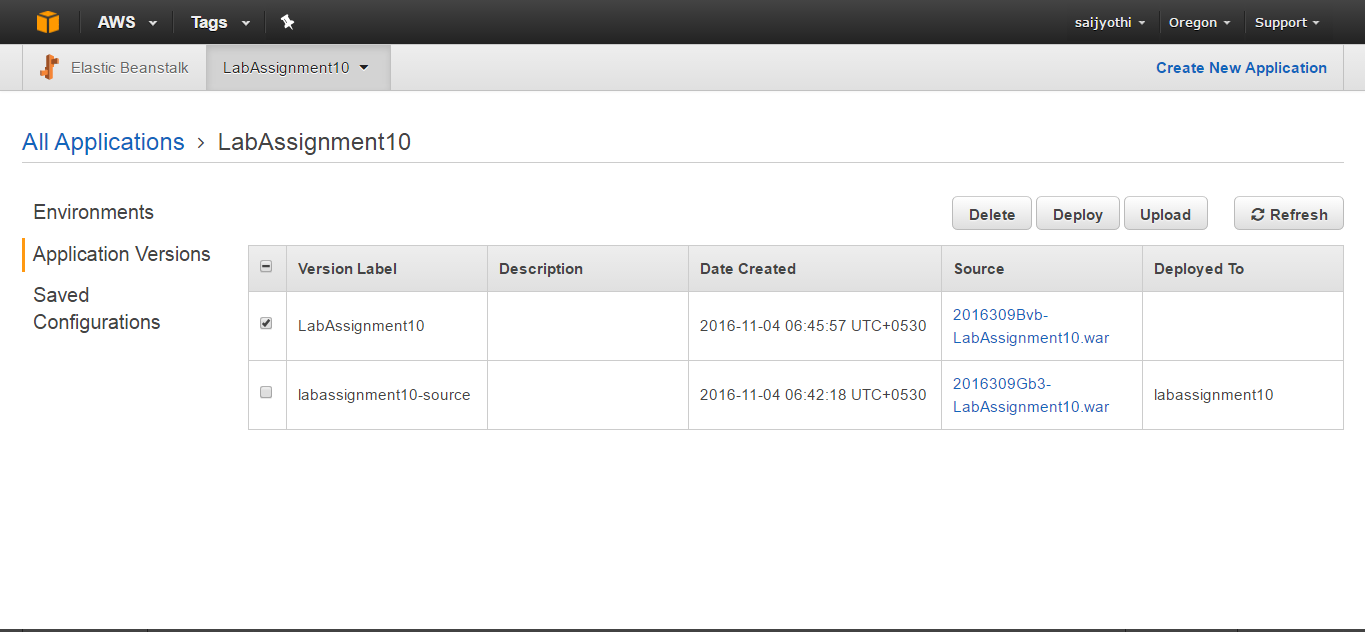 AWS Tags saijyothi Oregon Support
Elastic Beanstalk LabAssignment10 Create New Application
All Applications › LabAssignment10
Environments
Application Versions
Saved
Configurations
Delete Deploy Upload Refresh
Version Label Description Date Created Source Deployed To
LabAssignment10 2016-11-04 06:45:57 UTC+0530 2016309Bvb-
LabAssignment10.war
labassignment10-source 2016-11-04 06:42:18 UTC+0530 2016309Gb3-
LabAssignment10.war labassignment10